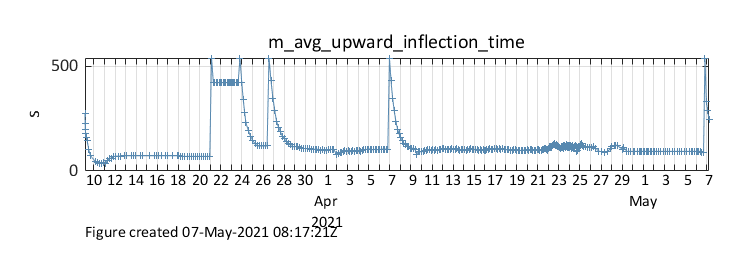 m_avg_upward_inflection_time
500
s
0
10 12 14 16 18 20 22 24 26 28 30 1 3 5 7 9 11 13 15 17 19 21 23 25 27 29 1 3 5 7
Apr May
2021
Figure created 07-May-2021 08:17:21Z